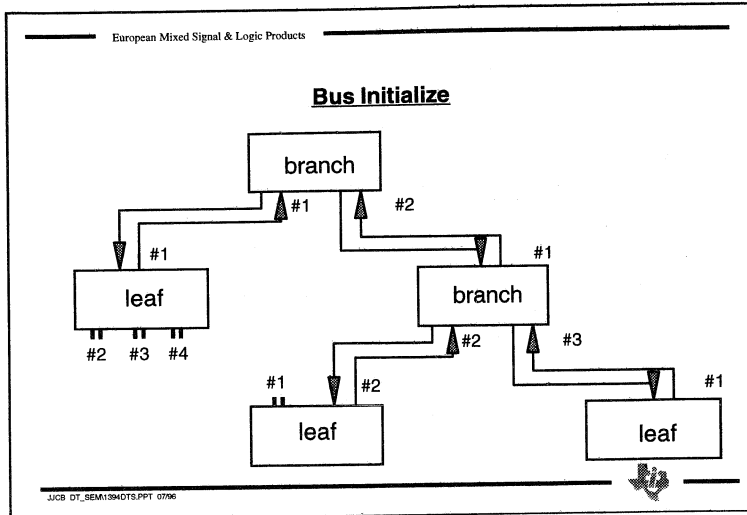 European Mixed Signal & Logic Products
Bus Initialize
branch
#1 #2
#1 #1
leaf branch
#2 #3 #4
#2 #3
#1 #2 #1
leaf leaf
JJCB DT_SEM\1394DTS.PPT 07/96